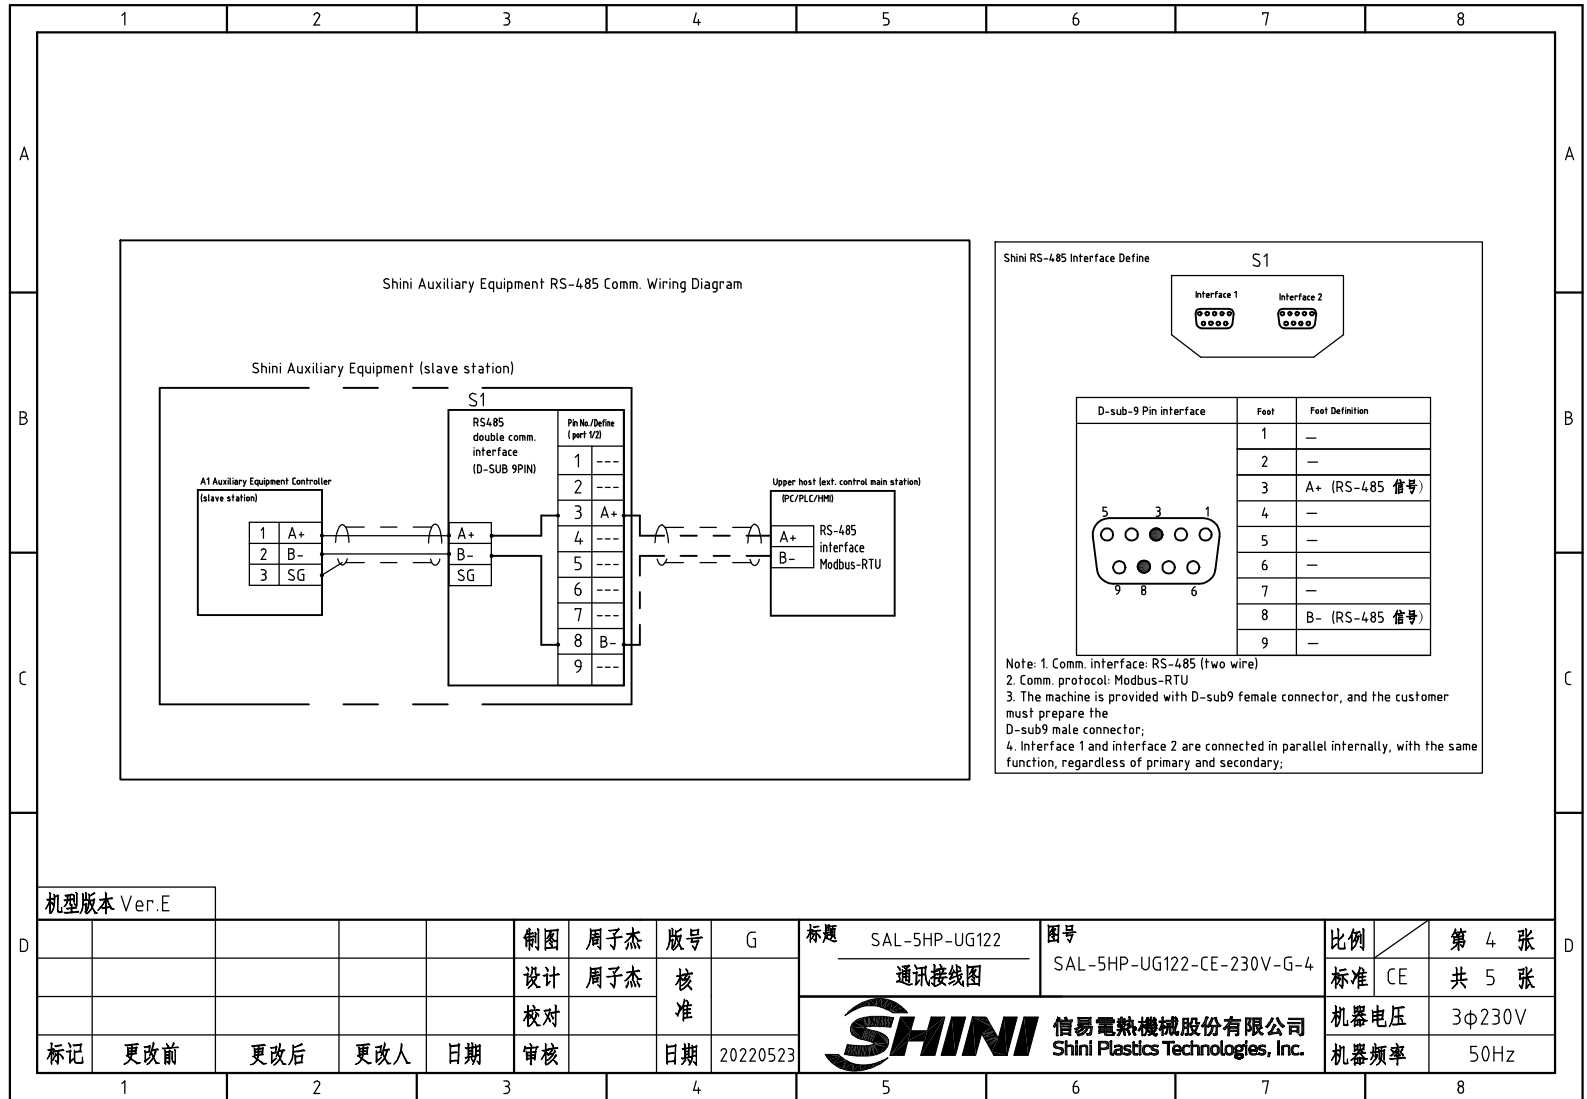 1 2 3 4 5 6 7 8
A A
B B
C C
D D
Shini Auxiliary Equipment RS-485 Comm. Wiring Diagram
Shini Auxiliary Equipment (slave station)
S1
RS485
double comm.
interface
(D-SUB 9PIN)
Pin No./Define
( port 1/2)
1 ---
2 ---
3 A+
4 ---
5 ---
6 ---
7 ---
8 B-
9 ---
A1 Auxiliary Equipment Controller
(slave station)
1 A+
2 B-
3 SG
A+
B-
SG
Upper host (ext. control main station)
(PC/PLC/HMI)
A+
B-
RS-485
interface
Modbus-RTU
Shini RS-485 Interface Define
S1
Interface 1
Interface 2
D-sub-9 Pin interface Foot Foot Definition
1 —
2 —
3 A+ (RS-485 信号)
4 —
5 —
6 —
7 —
8 B- (RS-485 信号)
9 —
5 3 1
9 8 6
Note: 1. Comm. interface: RS-485 (two wire)
2. Comm. protocol: Modbus-RTU
3. The machine is provided with D-sub9 female connector, and the customer
must prepare the
D-sub9 male connector;
4. Interface 1 and interface 2 are connected in parallel internally, with the same
function, regardless of primary and secondary;
机型版本 Ver.E
标记 更改前 更改后 更改人 日期
制图 周子杰 版号 G
设计 周子杰 核准
校对
审核 日期 20220523
标题 SAL-5HP-UG122
通讯接线图
图号
SAL-5HP-UG122-CE-230V-G-4
比例 第 4 张
标准 CE 共 5 张
机器电压 3φ230V
机器频率 50Hz
SHINI
信易電熱機械股份有限公司
Shini Plastics Technologies, Inc.
1 2 3 4 5 6 7 8